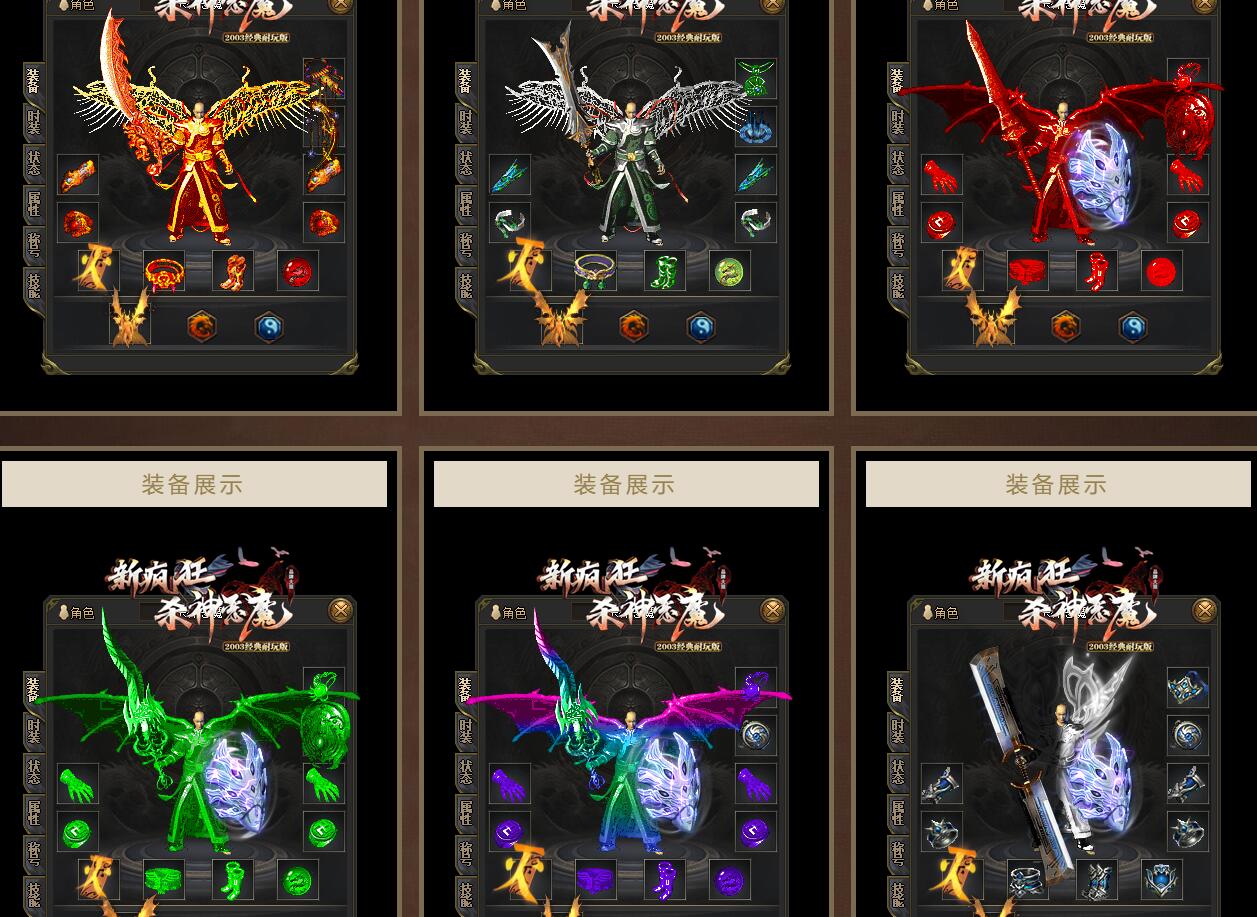 角色
角色
角色
2003经典耐玩版
2003经典耐玩版
2003经典耐玩版
装备
时装
状态
属性
称号
技能
装备
时装
状态
属性
称号
技能
装备
时装
状态
属性
称号
技能
装备展示
装备展示
装备展示
新疯狂
杀神恶魔
角色
2003经典耐玩版
新疯狂
杀神恶魔
角色
2003经典耐玩版
新疯狂
杀神恶魔
角色
2003经典耐玩版
装备
时装
状态
属性
称号
技能
装备
时装
状态
属性
称号
技能
装备
时装
状态
属性
称号
技能